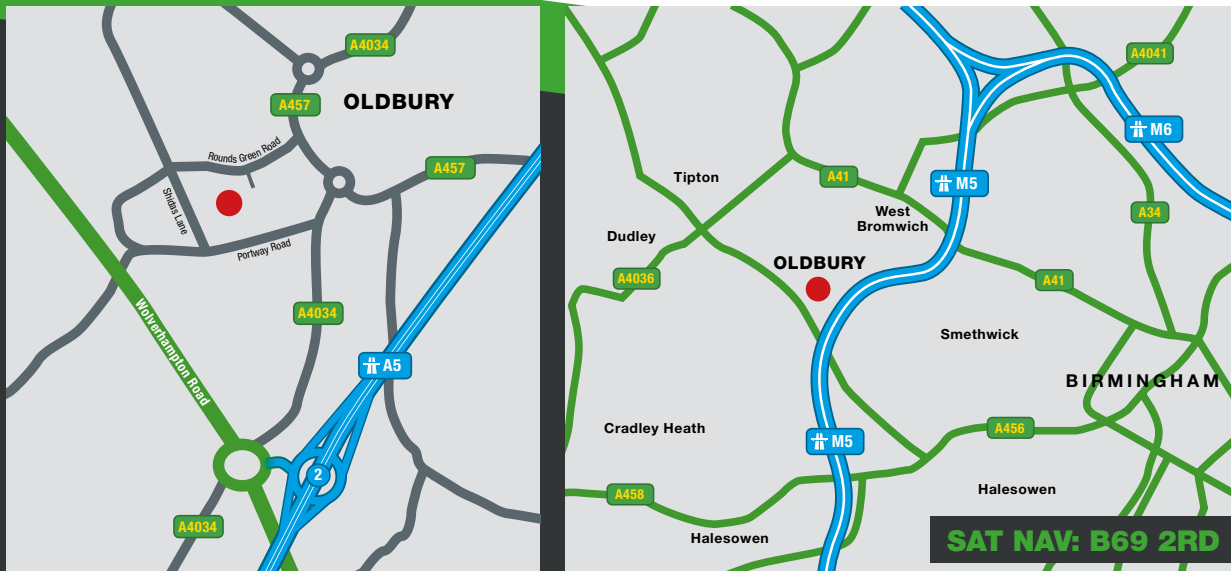 A4034
A457
OLDBURY
Rounds Green Road
A457
Shidas Lane
Portway Road
A4034
Wolverhampton Road
A5
2
A4034
A4041
M6
Tipton
A41
M5
A34
West
Bromwich
Dudley
OLDBURY
A4036
A41
Smethwick
BIRMINGHAM
Cradley Heath
A456
M5
A458
Halesowen
Halesowen
SAT NAV: B69 2RD